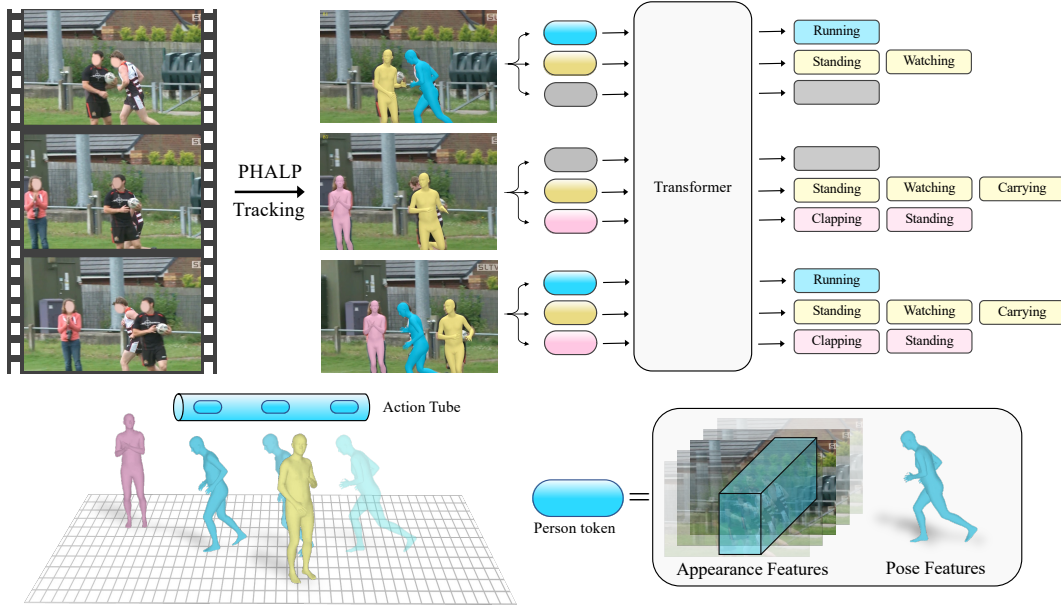 PHALP
Tracking
Transformer
Running
Standing
Watching
Standing
Watching
Carrying
Clapping
Standing
Running
Standing
Watching
Carrying
Clapping
Standing
Action Tube
Person token
=
Appearance Features
Pose Features